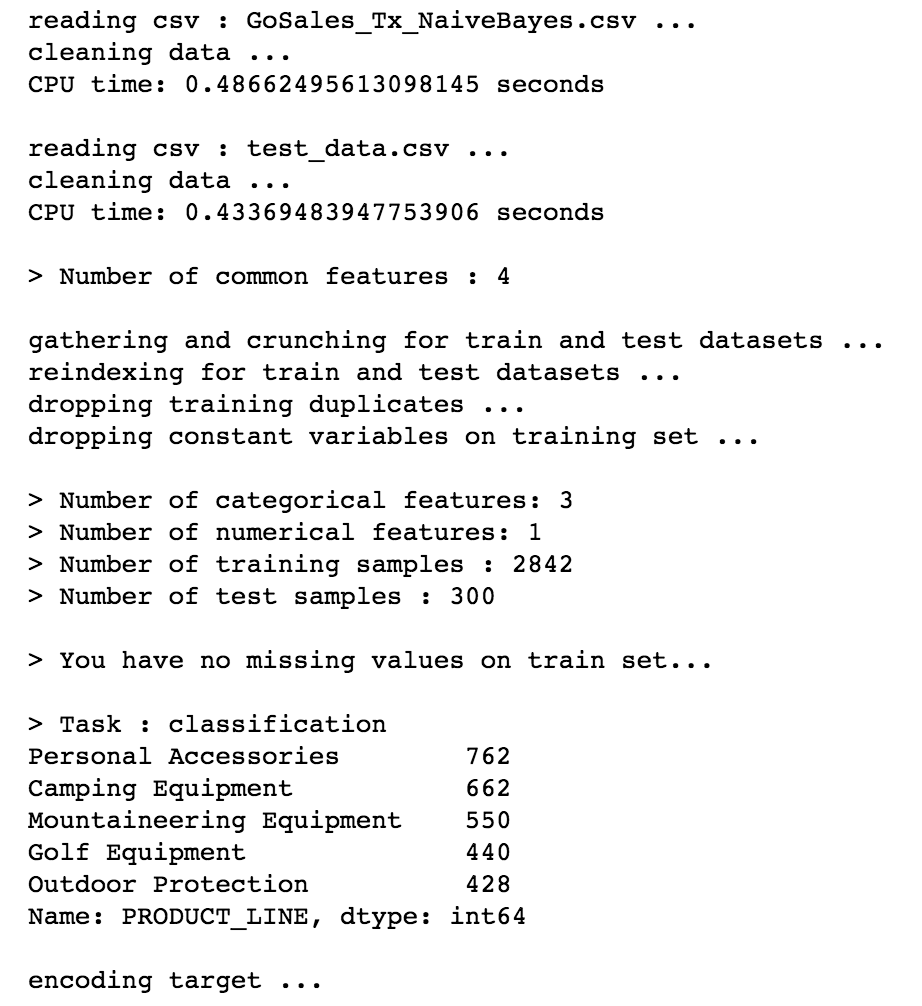 reading csv : GoSales_Tx_NaiveBayes.csv ...
cleaning data ...
CPU time: 0.48662495613098145 seconds
reading csv : test_data.csv ...
cleaning data ...
CPU time: 0.43369483947753906 seconds
> Number of common features : 4
gathering and crunching for train and test datasets ...
reindexing for train and test datasets ...
dropping training duplicates ...
dropping constant variables on training set ...
> Number of categorical features: 3
> Number of numerical features: 1
> Number of training samples : 2842
> Number of test samples : 300
> You have no missing values on train set...
> Task : classification
Personal Accessories        762
Camping Equipment           662
Mountaineering Equipment    550
Golf Equipment              440
Outdoor Protection          428
Name: PRODUCT_LINE, dtype: int64
encoding target ...